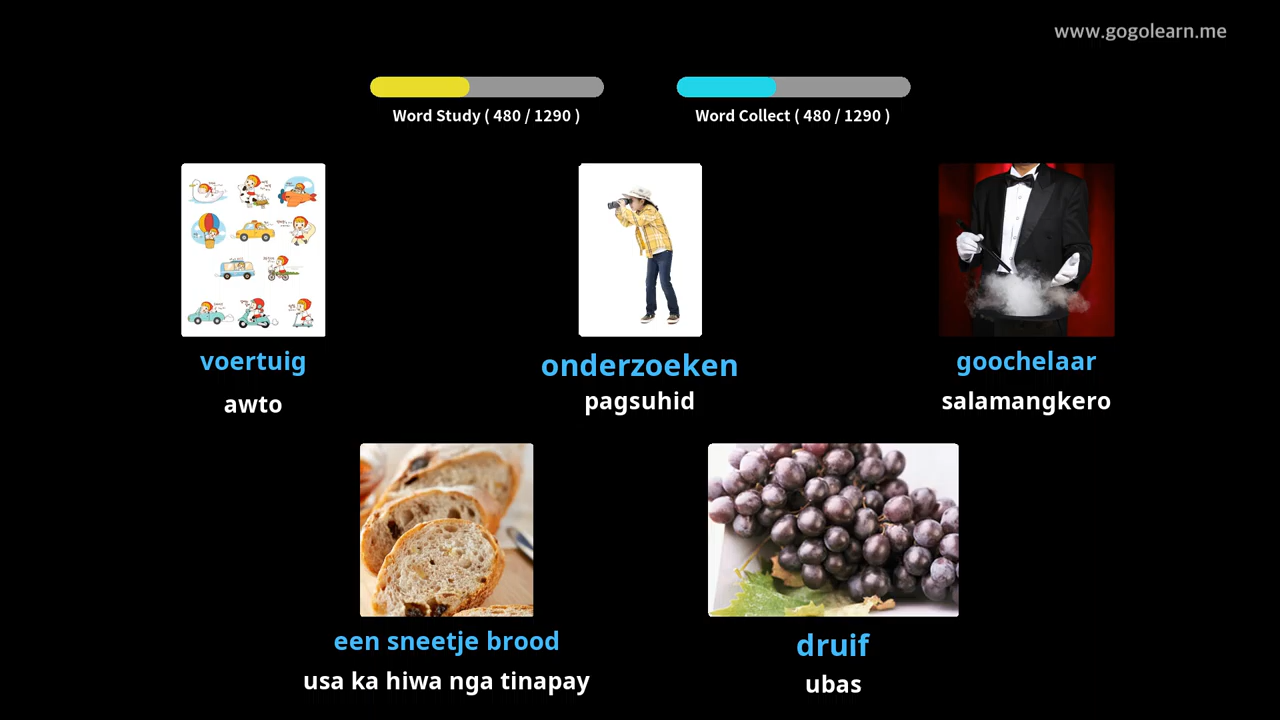 www.gogolearn.me
Word Study ( 480 / 1290 )
Word Collect ( 480 / 1290 )
voertuig
awto
onderzoeken
pagsuhid
goochelaar
salamangkero
een sneetje brood
usa ka hiwa nga tinapay
druif
ubas